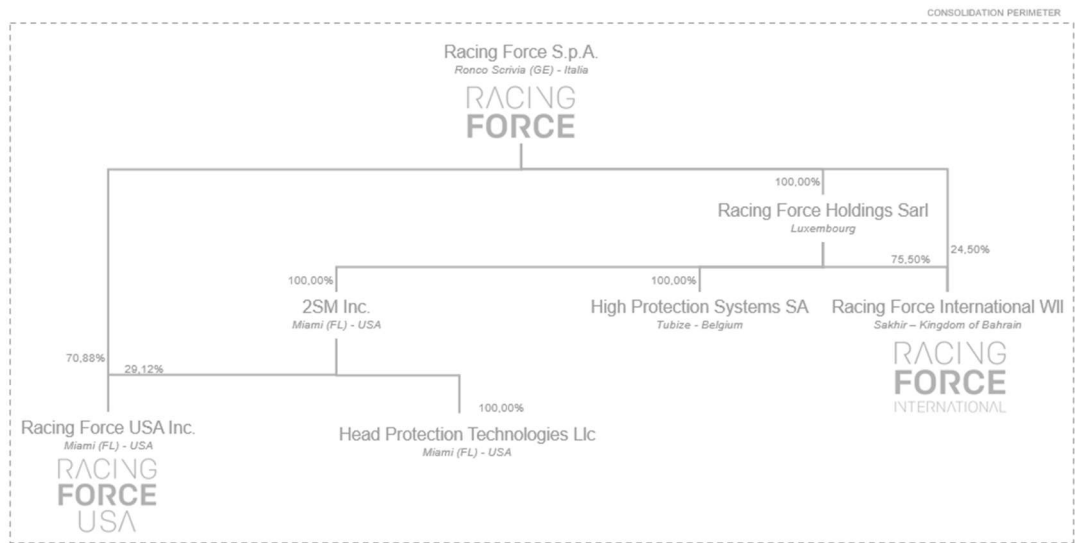 CONSOLIDATION PERIMETER
Racing Force S.p.A.
Ronco Scrivia (GE) - Italia
RACING
FORCE
100,00%
Racing Force Holdings Sarl
Luxembourg
24,50%
75,50%
100,00%
100,00%
2SM Inc.
Miami (FL) - USA
High Protection Systems SA
Tubize - Belgium
Racing Force International Wll
Sakhir – Kingdom of Bahrain
RACING
FORCE
INTERNATIONAL
70,88%
29,12%
100,00%
Racing Force USA Inc.
Miami (FL) - USA
RACING
FORCE
USA
Head Protection Technologies Llc
Miami (FL) - USA